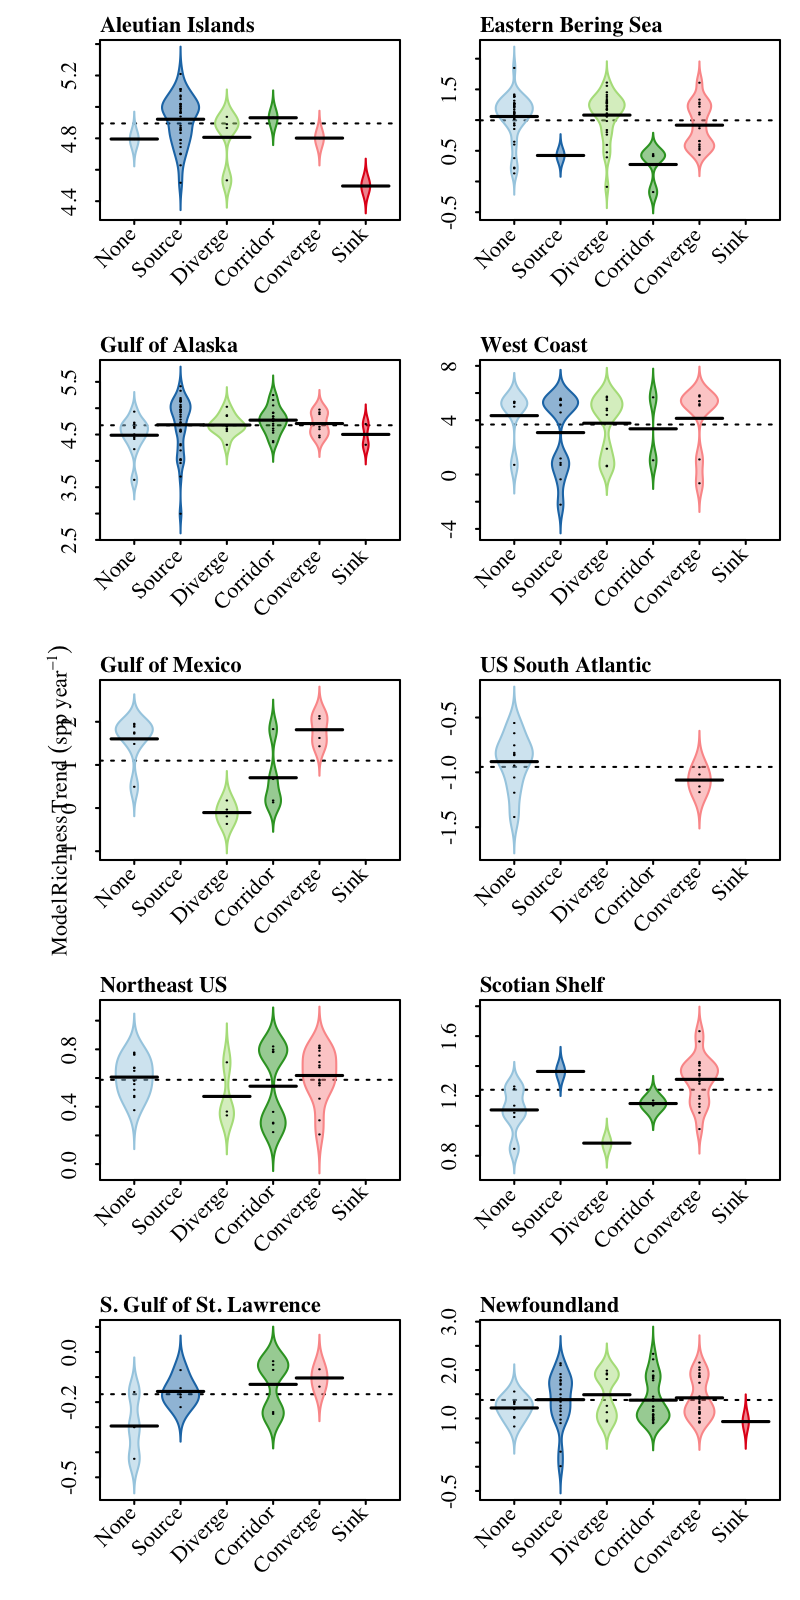 Aleutian Islands
5.2
4.8
4.4
None
Source
Diverge
Corridor
Converge
Sink
Eastern Bering Sea
1.5
0.5
-0.5
None
Source
Diverge
Corridor
Converge
Sink
Gulf of Alaska
5.5
4.5
3.5
2.5
None
Source
Diverge
Corridor
Converge
Sink
West Coast
8
4
0
-4
None
Source
Diverge
Corridor
Converge
Sink
Model Richness Trend (spp year⁻¹)
Gulf of Mexico
2
1
0
-1
None
Source
Diverge
Corridor
Converge
Sink
US South Atlantic
-0.5
-1.0
-1.5
None
Source
Diverge
Corridor
Converge
Sink
Northeast US
0.8
0.4
0.0
None
Source
Diverge
Corridor
Converge
Sink
Scotian Shelf
1.6
1.2
0.8
None
Source
Diverge
Corridor
Converge
Sink
S. Gulf of St. Lawrence
0.0
-0.2
-0.5
None
Source
Diverge
Corridor
Converge
Sink
Newfoundland
3.0
2.0
1.0
-0.5
None
Source
Diverge
Corridor
Converge
Sink